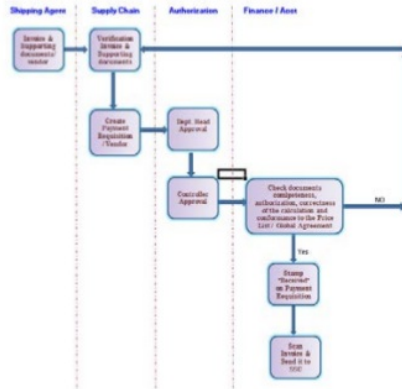 Shipping Agent
Supply Chain
Authorization
Finance / Acct
Invoice &
Supporting
documents/
vendor
Verification
Invoice &
Supporting
documents
Create
Payment
Requisition
/Vendor
Dept. Head
Approval
Controller
Approval
Check documents
completeness,
authorization, correctness
of the calculation and
conformance to the Price
List / Global Agreement
NO
Yes
Stamp
"Received"
on Payment
Requisition
Scan
Invoice &
Send it to